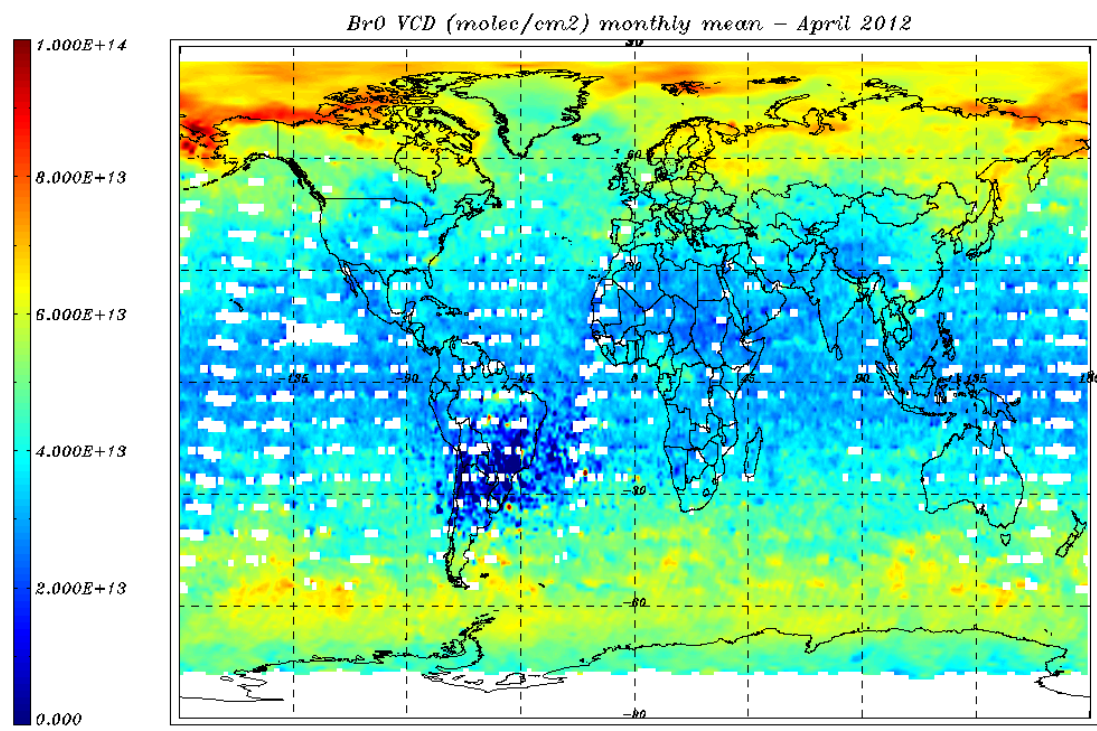 BrO VCD (molec/cm2) monthly mean – April 2012
1.000E+14
8.000E+13
6.000E+13
4.000E+13
2.000E+13
0.000
90
60
30
-135 -90 -45 0 45 90 135 180
-30
-60
-90